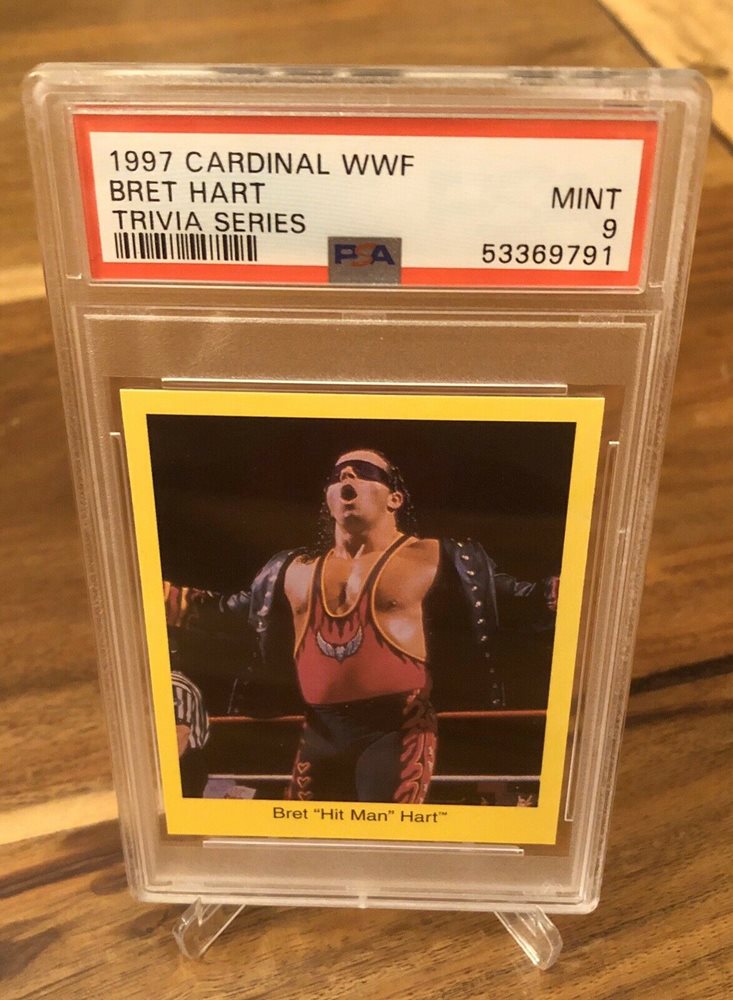 1997 CARDINAL WWF
BRET HART
MINT
TRIVIA SERIES
9
PSA
53369791
Bret "Hit Man" Hart™